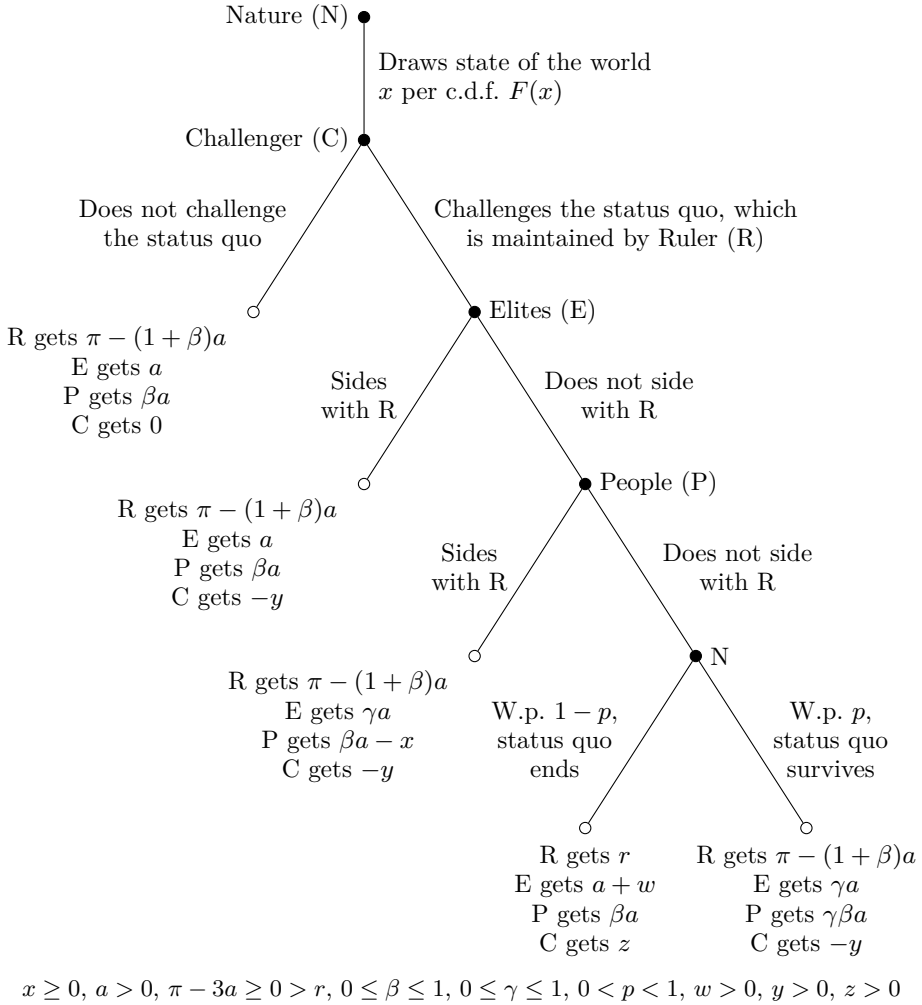 Nature (N)
Draws state of the world
x per c.d.f. F(x)
Challenger (C)
Does not challenge
the status quo
Challenges the status quo, which
is maintained by Ruler (R)
R gets π − (1 + β)a
E gets a
P gets βa
C gets 0
Elites (E)
Sides
with R
Does not side
with R
R gets π − (1 + β)a
E gets a
P gets βa
C gets −y
People (P)
Sides
with R
Does not side
with R
R gets π − (1 + β)a
E gets γa
P gets βa − x
C gets −y
N
W.p. 1 − p,
status quo
ends
W.p. p,
status quo
survives
R gets r
E gets a + w
P gets βa
C gets z
R gets π − (1 + β)a
E gets γa
P gets γβa
C gets −y
x ≥ 0, a > 0, π − 3a ≥ 0 > r, 0 ≤ β ≤ 1, 0 ≤ γ ≤ 1, 0 < p < 1, w > 0, y > 0, z > 0